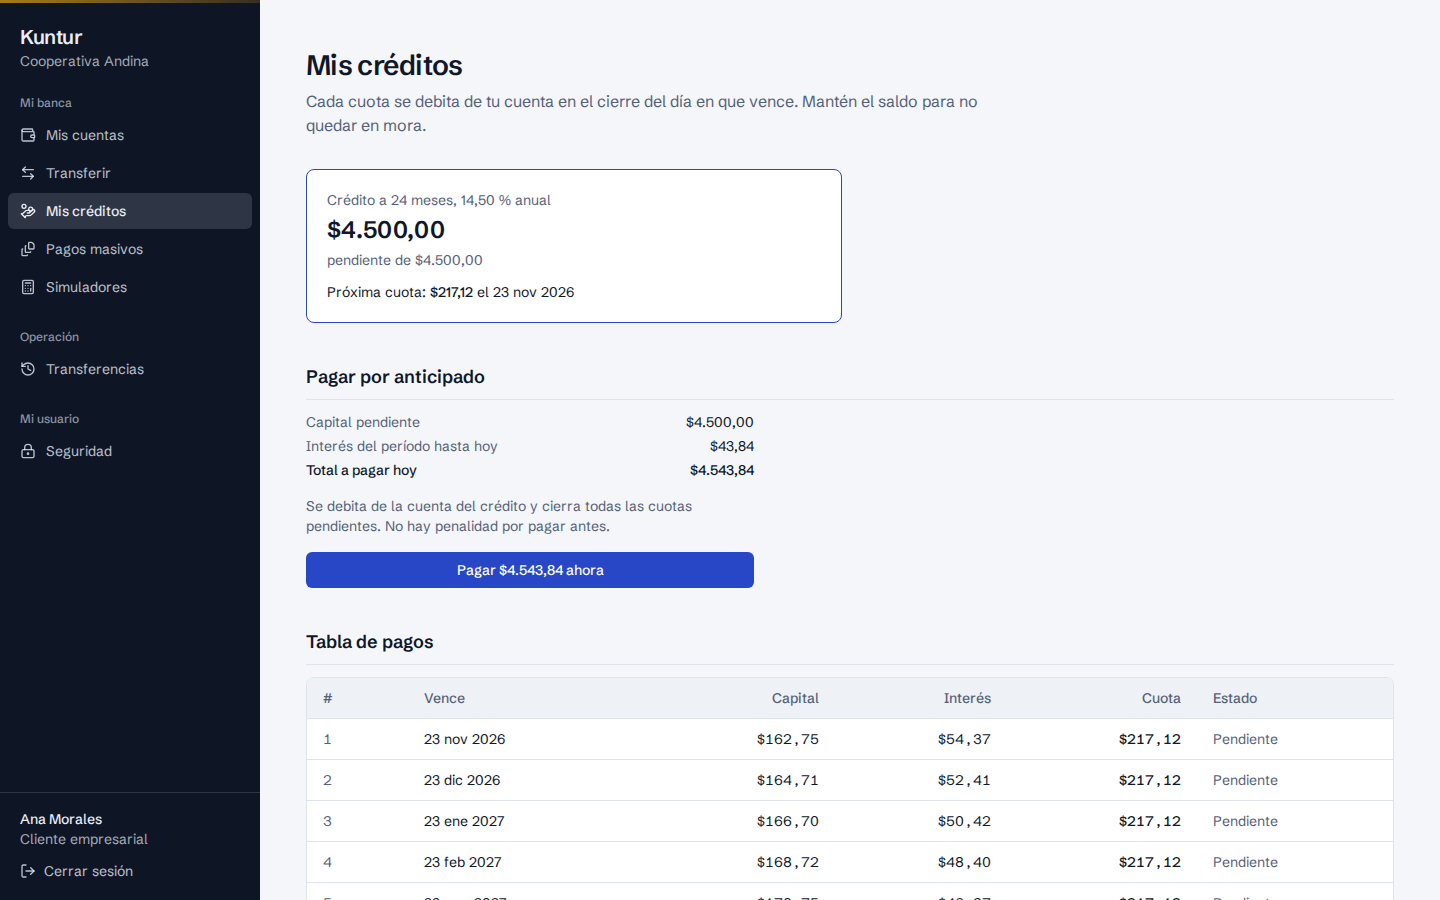 Kuntur
Cooperativa Andina
Mi banca
Mis cuentas
Transferir
Mis créditos
Pagos masivos
Simuladores
Operación
Transferencias
Mi usuario
Seguridad
Ana Morales
Cliente empresarial
Cerrar sesión
Mis créditos
Cada cuota se debita de tu cuenta en el cierre del día en que vence. Mantén el saldo para no
quedar en mora.
Crédito a 24 meses, 14,50 % anual
$4.500,00
pendiente de $4.500,00
Próxima cuota: $217,12 el 23 nov 2026
Pagar por anticipado
Capital pendiente $4.500,00
Interés del período hasta hoy $43,84
Total a pagar hoy $4.543,84
Se debita de la cuenta del crédito y cierra todas las cuotas
pendientes. No hay penalidad por pagar antes.
Pagar $4.543,84 ahora
Tabla de pagos
# Vence Capital Interés Cuota Estado
1 23 nov 2026 $162,75 $54,37 $217,12 Pendiente
2 23 dic 2026 $164,71 $52,41 $217,12 Pendiente
3 23 ene 2027 $166,70 $50,42 $217,12 Pendiente
4 23 feb 2027 $168,72 $48,40 $217,12 Pendiente